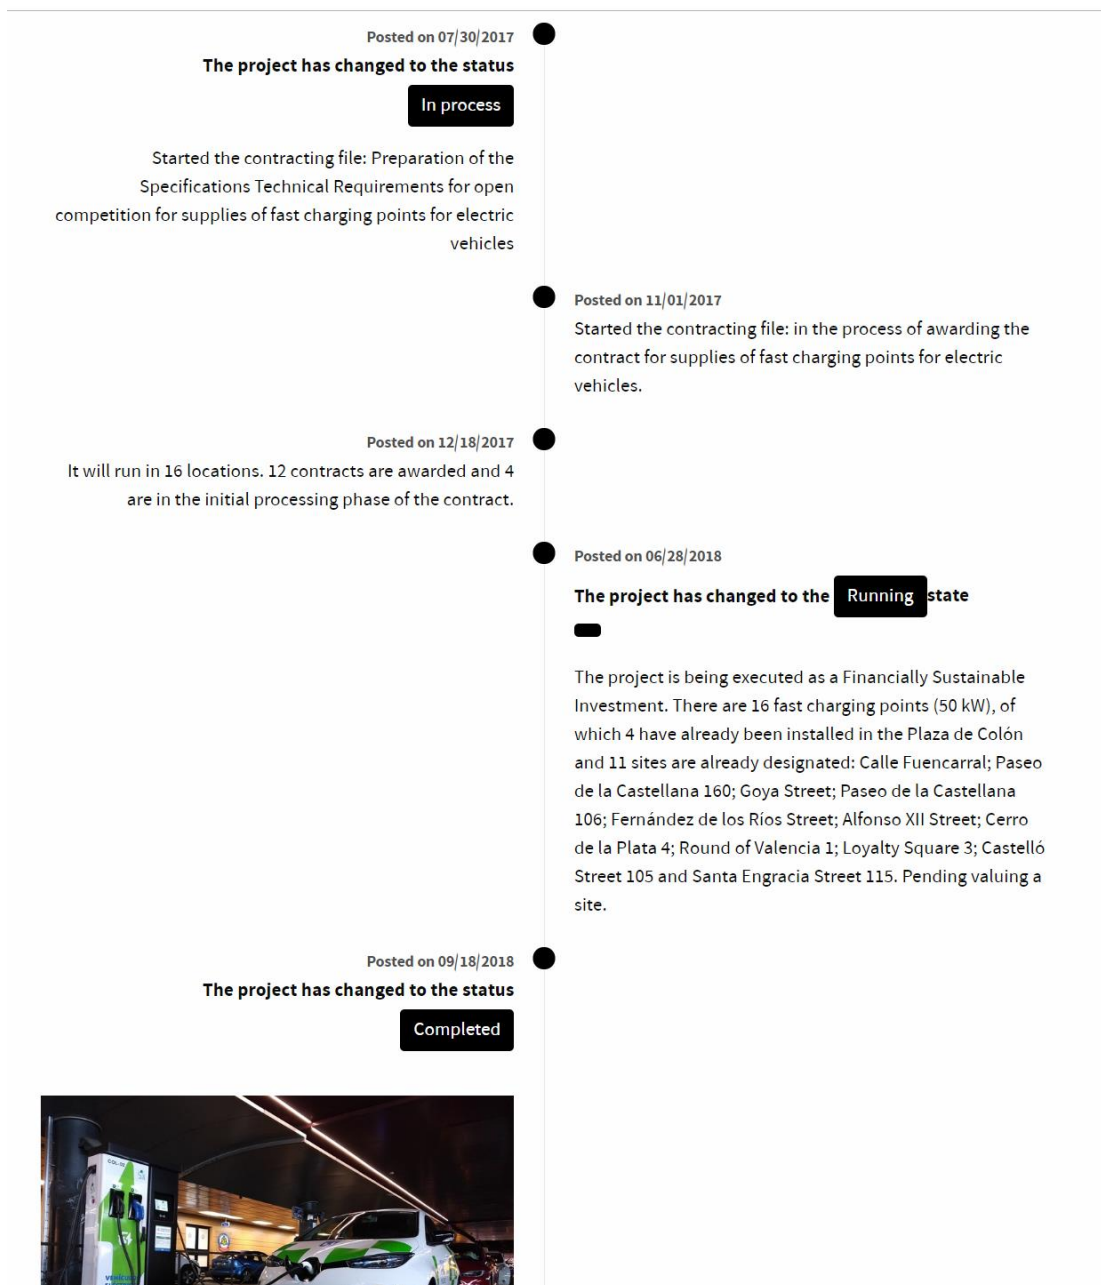 Posted on 07/30/2017
The project has changed to the status
In process
Started the contracting file: Preparation of the
Specifications Technical Requirements for open
competition for supplies of fast charging points for electric
vehicles
Posted on 11/01/2017
Started the contracting file: in the process of awarding the
contract for supplies of fast charging points for electric
vehicles.
Posted on 12/18/2017
It will run in 16 locations. 12 contracts are awarded and 4
are in the initial processing phase of the contract.
Posted on 06/28/2018
The project has changed to the Running state
The project is being executed as a Financially Sustainable
Investment. There are 16 fast charging points (50 kW), of
which 4 have already been installed in the Plaza de Colón
and 11 sites are already designated: Calle Fuencarral; Paseo
de la Castellana 160; Goya Street; Paseo de la Castellana
106; Fernández de los Ríos Street; Alfonso XII Street; Cerro
de la Plata 4; Round of Valencia 1; Loyalty Square 3; Castelló
Street 105 and Santa Engracia Street 115. Pending valuing a
site.
Posted on 09/18/2018
The project has changed to the status
Completed